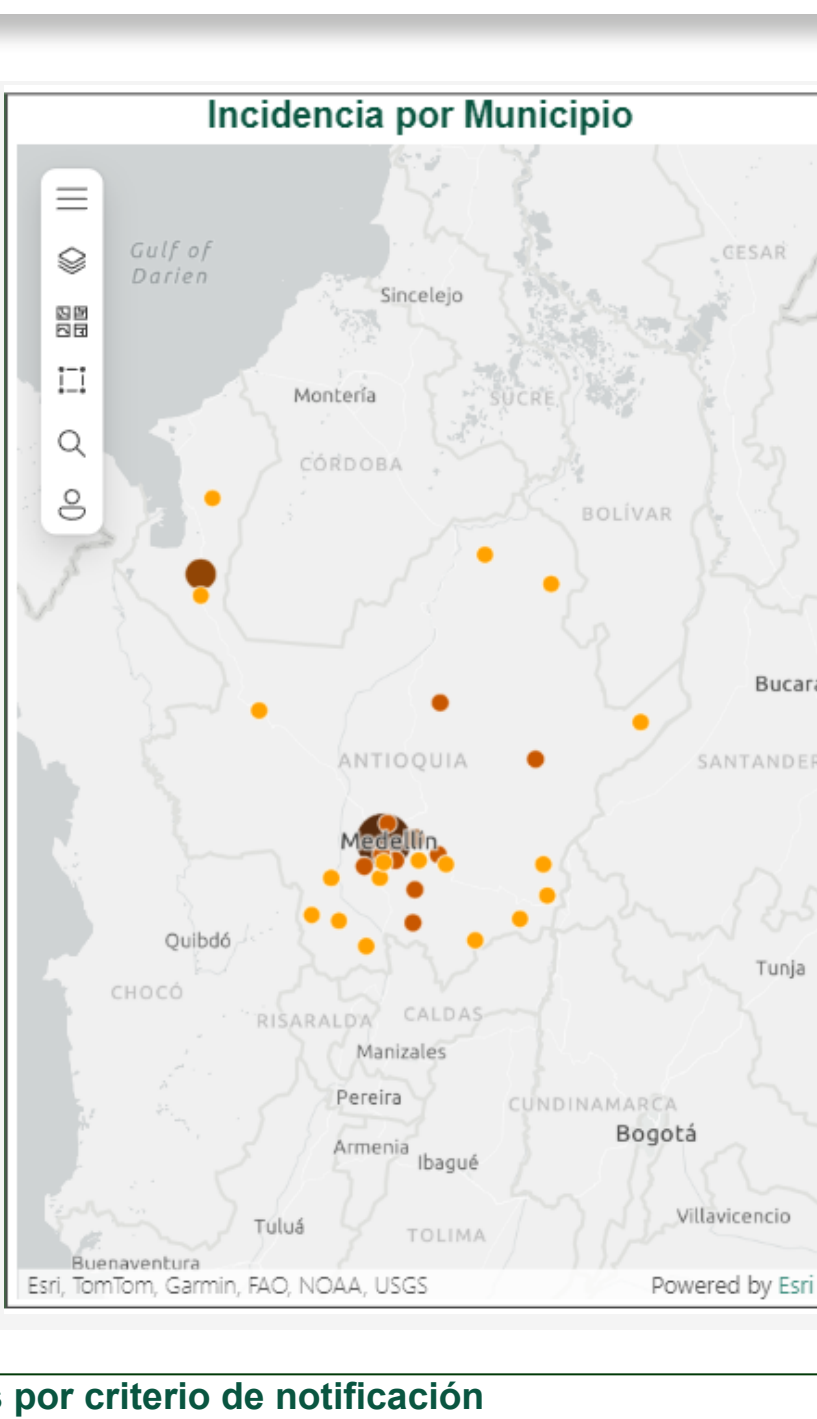 Incidencia por Municipio
Gulf of
Darien
CESAR
Sincelejo
Montería
SUCRE
CÓRDOBA
BOLÍVAR
Bucara
ANTIOQUIA
SANTANDER
Medellín
Quibdó
Tunja
CHOCÓ
RISARALDA
CALDAS
Manizales
Pereira
CUNDINAMARCA
Bogotá
Armenia
Ibagué
Villavicencio
Tuluá
TOLIMA
Buenaventura
Esri, TomTom, Garmin, FAO, NOAA, USGS
Powered by Esri
s por criterio de notificación